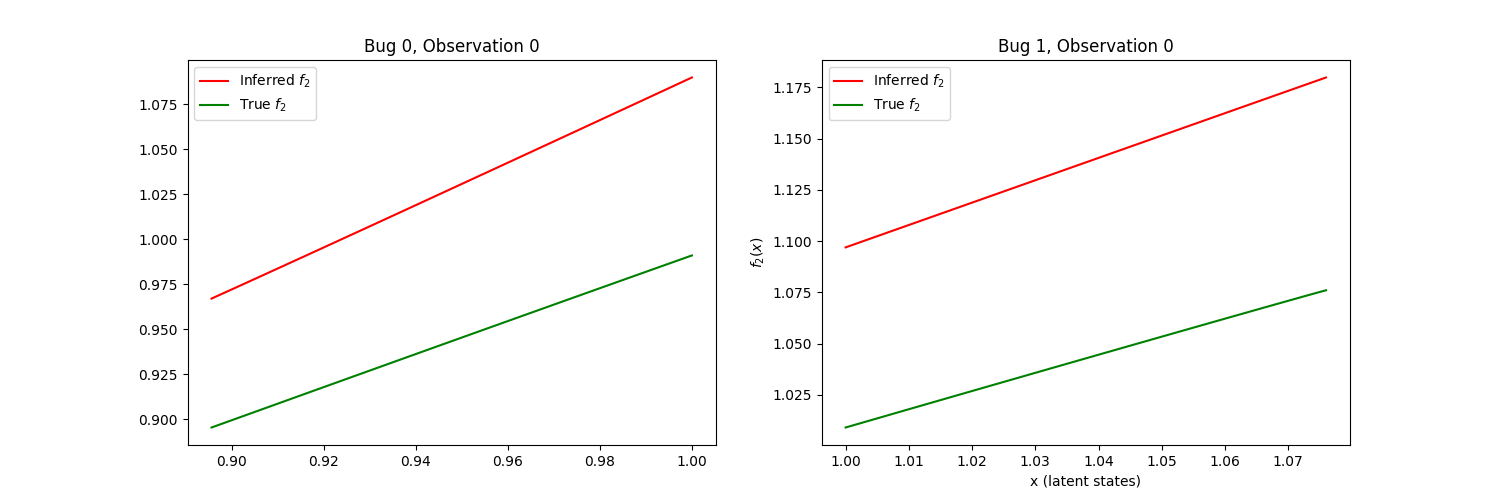 Bug 0, Observation 0
Inferred f₂
True f₂
1.075
1.050
1.025
1.000
0.975
0.950
0.925
0.900
0.90 0.92 0.94 0.96 0.98 1.00
Bug 1, Observation 0
Inferred f₂
True f₂
f₂(x)
1.175
1.150
1.125
1.100
1.075
1.050
1.025
1.00 1.01 1.02 1.03 1.04 1.05 1.06 1.07
x (latent states)